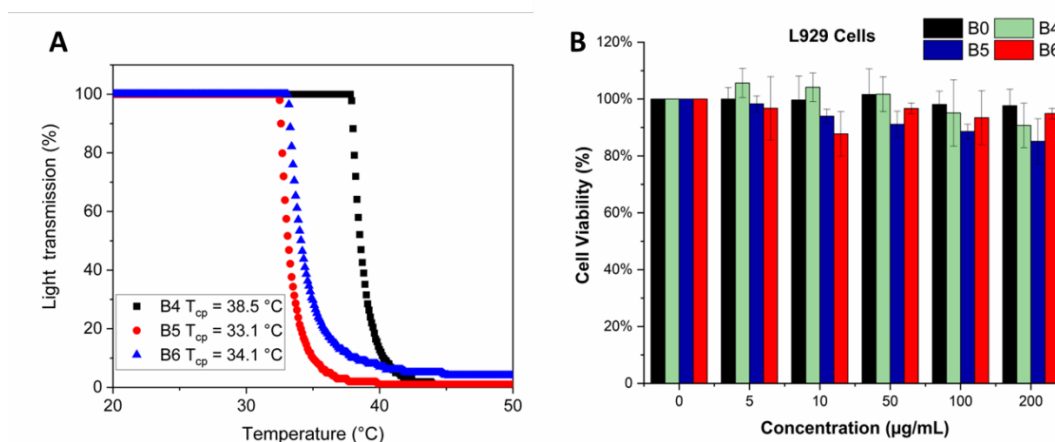 A
Light transmission (%)
100
80
60
40
20
0
B4 Tcp = 38.5 °C
B5 Tcp = 33.1 °C
B6 Tcp = 34.1 °C
20
30
40
50
Temperature (°C)
B
L929 Cells
B0
B4
B5
B6
Cell Viability (%)
120%
100%
80%
60%
40%
20%
0%
0
5
10
50
100
200
Concentration (µg/mL)